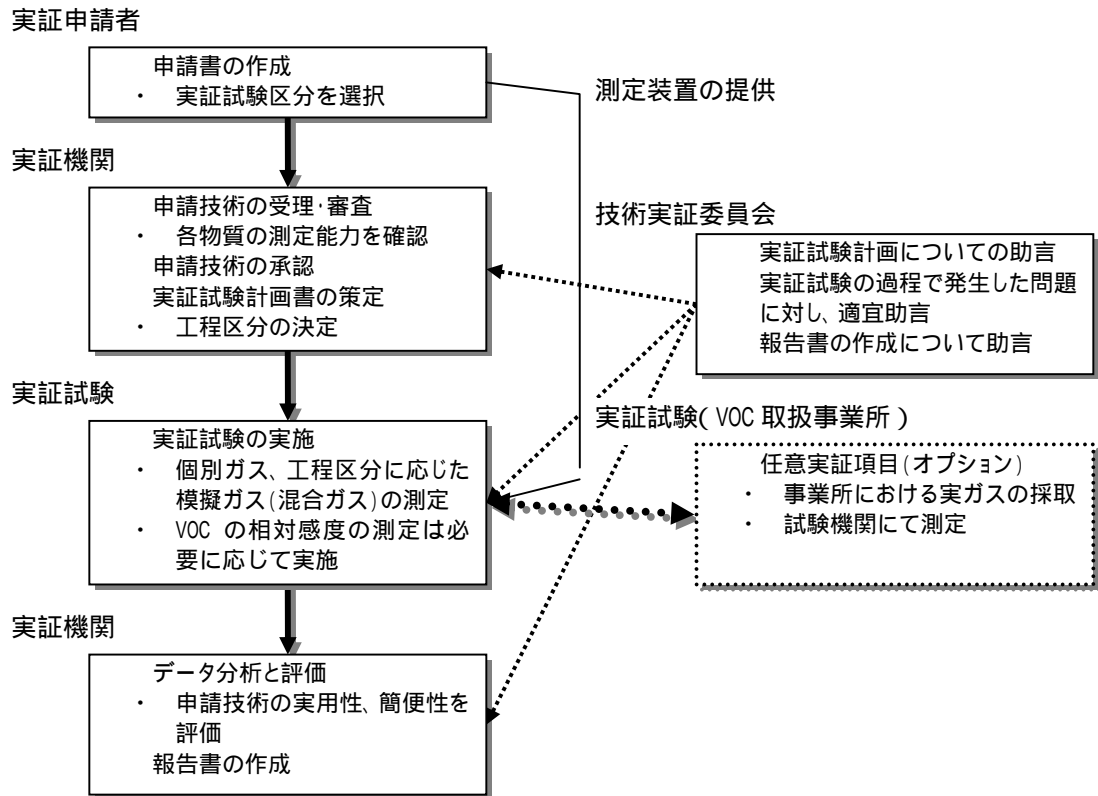 実証申請者
申請書の作成
・ 実証試験区分を選択
測定装置の提供
実証機関
申請技術の受理・審査
・ 各物質の測定能力を確認
申請技術の承認
実証試験計画書の策定
・ 工程区分の決定
技術実証委員会
実証試験計画についての助言
実証試験の過程で発生した問題
に対し、適宜助言
報告書の作成について助言
実証試験
実証試験の実施
・ 個別ガス、工程区分に応じた
模擬ガス(混合ガス)の測定
・ VOC の相対感度の測定は必
要に応じて実施
実証試験(VOC 取扱事業所)
任意実証項目(オプション)
・ 事業所における実ガスの採取
・ 試験機関にて測定
実証機関
データ分析と評価
・ 申請技術の実用性、簡便性を
評価
報告書の作成